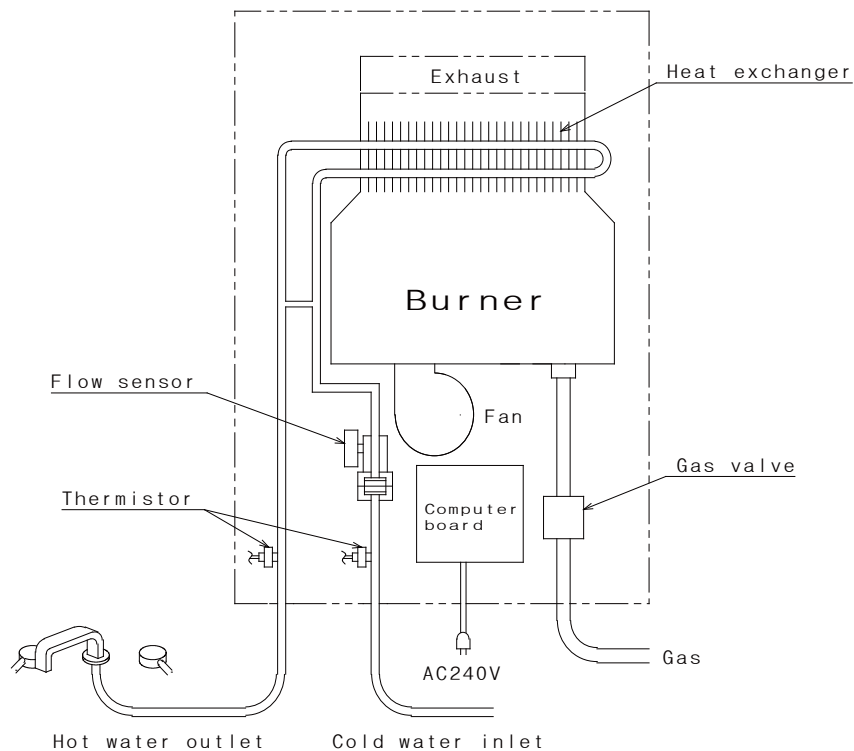 Exhaust
Heat exchanger
Burner
Flow sensor
Fan
Gas valve
Thermistor
Computer
board
Gas
AC240V
Hot water outlet
Cold water inlet